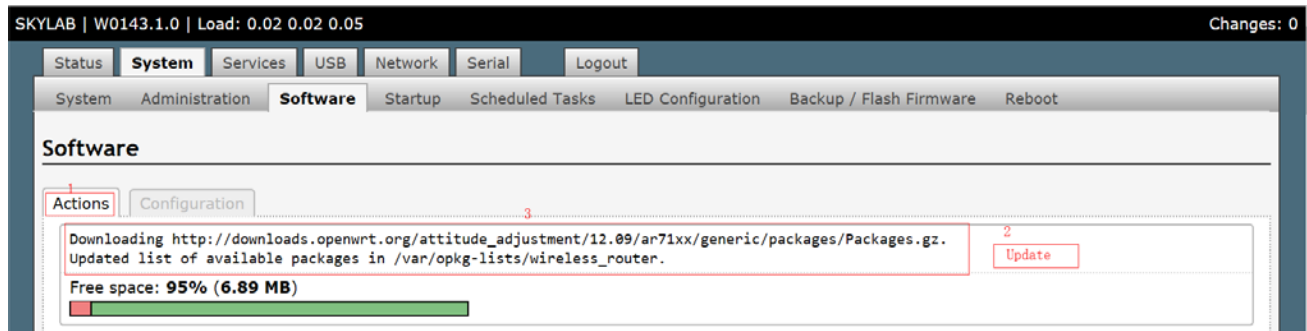 SKYLAB | W0143.1.0 | Load: 0.02 0.02 0.05 Changes: 0
Status System Services USB Network Serial Logout
System Administration Software Startup Scheduled Tasks LED Configuration Backup / Flash Firmware Reboot
Software
1
Actions Configuration
3
Downloading http://downloads.openwrt.org/attitude_adjustment/12.09/ar71xx/generic/packages/Packages.gz.
Updated list of available packages in /var/opkg-lists/wireless_router.
2
Update
Free space: 95% (6.89 MB)